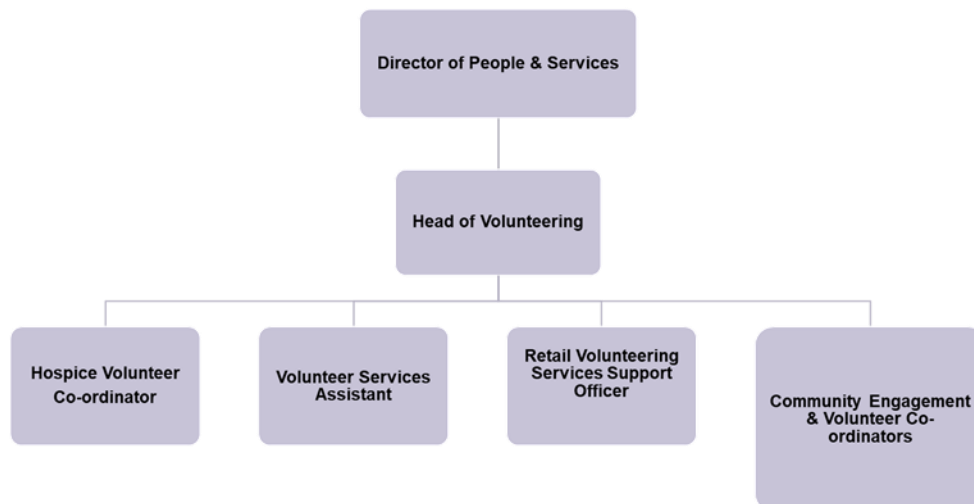 Director of People & Services
Head of Volunteering
Hospice Volunteer
Co-ordinator
Volunteer Services
Assistant
Retail Volunteering
Services Support
Officer
Community Engagement
& Volunteer Co-
ordinators